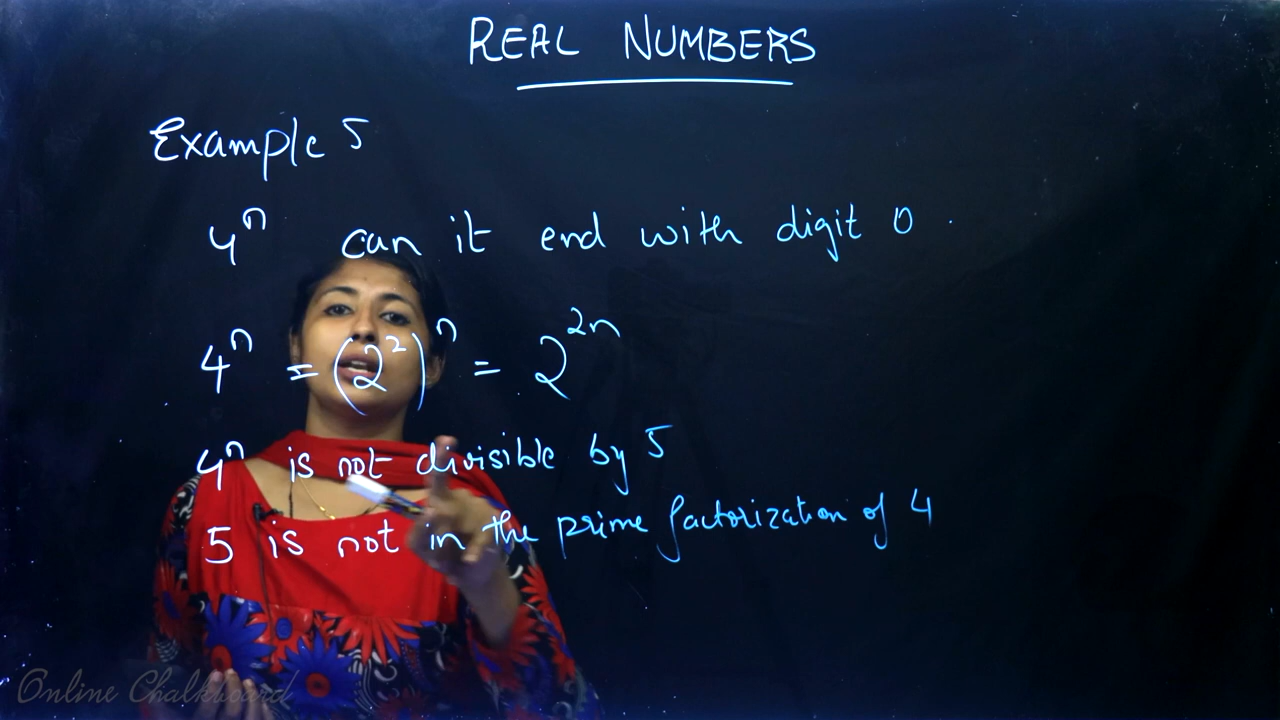 REAL NUMBERS
Example 5
4ⁿ can it end with digit 0.
4ⁿ = (2²)ⁿ = 2²ⁿ
4ⁿ is not divisible by 5
5 is not in the prime factorization of 4
Online Chalkboard